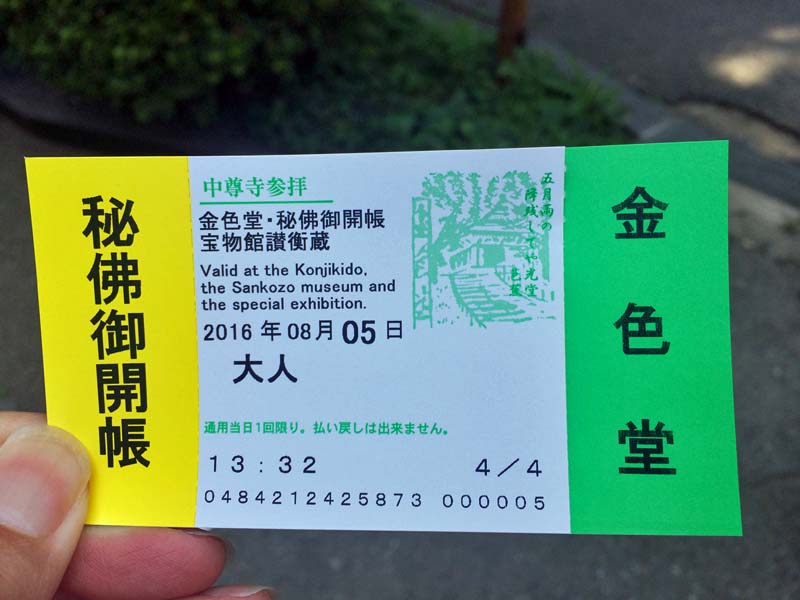 秘佛御開帳
中尊寺参拝
金色堂・秘佛御開帳
宝物館讃衡蔵
Valid at the Konjikido,
the Sankozo museum and
the special exhibition.
2016 年 08月 05 日
大人
通用当日1回限り。払い戻しは出来ません。
13:32 4/4
0484212425873 000005
五月雨の
降残してや光堂
金色堂